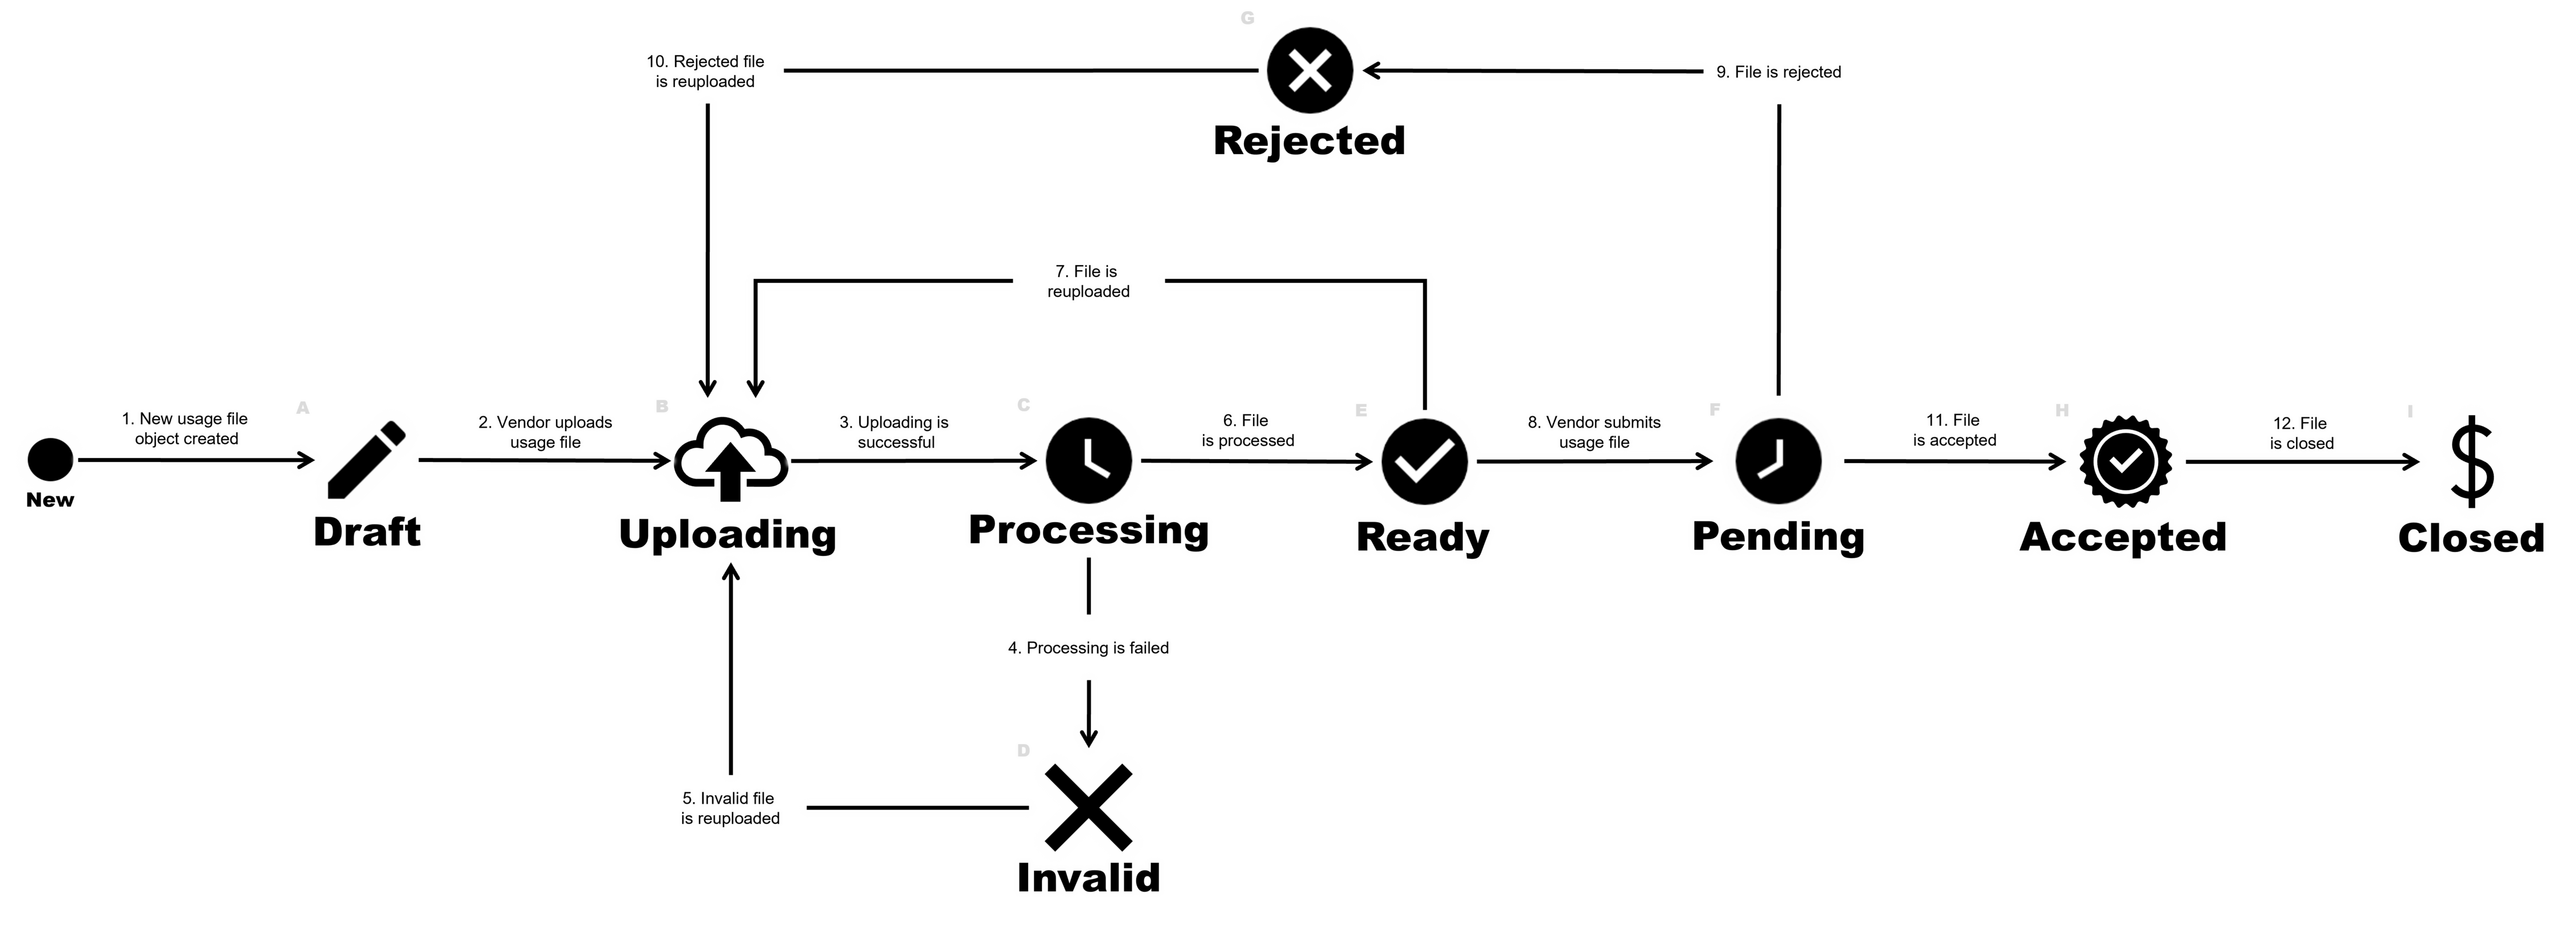 G
10. Rejected file
is reuploaded
9. File is rejected
Rejected
7. File is
reuploaded
A
B
C
E
F
H
I
1. New usage file
object created
2. Vendor uploads
usage file
3. Uploading is
successful
6. File
is processed
8. Vendor submits
usage file
11. File
is accepted
12. File
is closed
New
Draft
Uploading
Processing
Ready
Pending
Accepted
Closed
4. Processing is failed
D
5. Invalid file
is reuploaded
Invalid